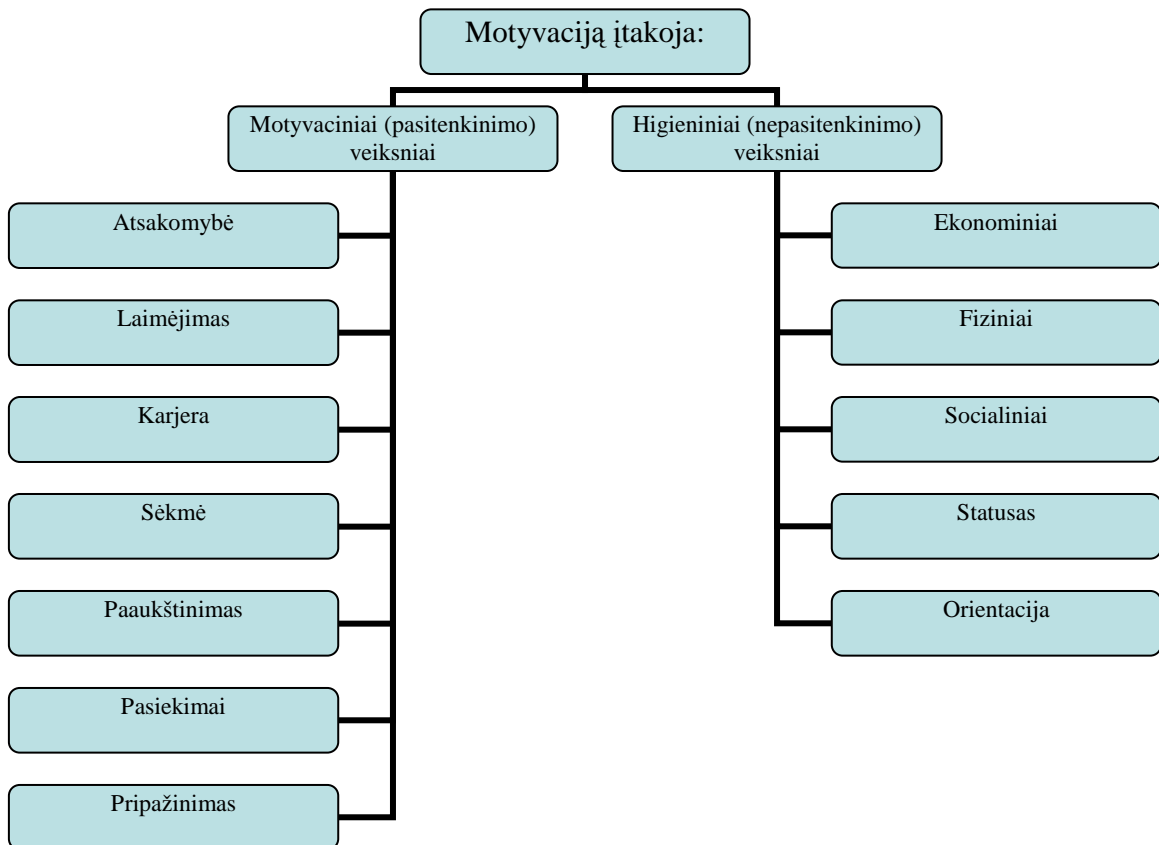 Motyvaciją įtakoja:
Motyvaciniai (pasitenkinimo)
veiksniai
Higieniniai (nepasitenkinimo)
veiksniai
Atsakomybė
Laimėjimas
Karjera
Sėkmė
Paaukštinimas
Pasiekimai
Pripažinimas
Ekonominiai
Fiziniai
Socialiniai
Statusas
Orientacija